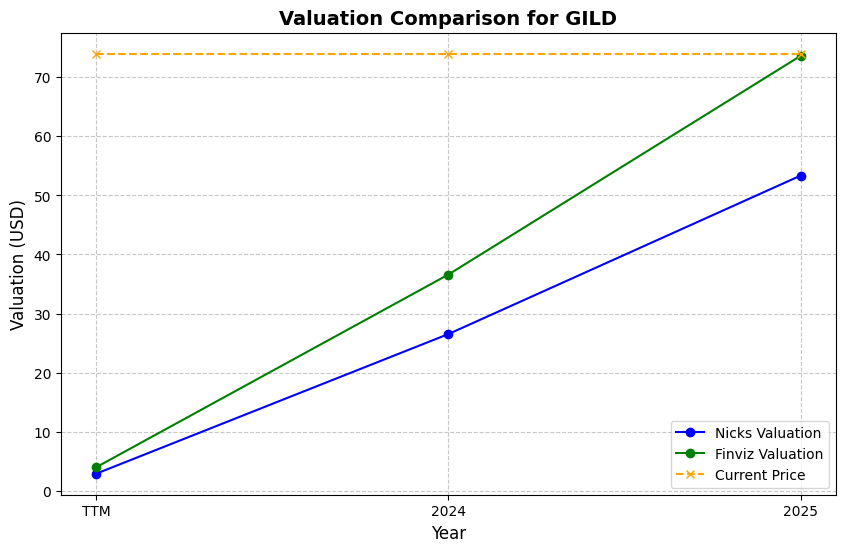 Valuation Comparison for GILD
Valuation (USD)
70
60
50
40
30
20
10
0
TTM
2024
2025
Year
Nicks Valuation
Finviz Valuation
Current Price